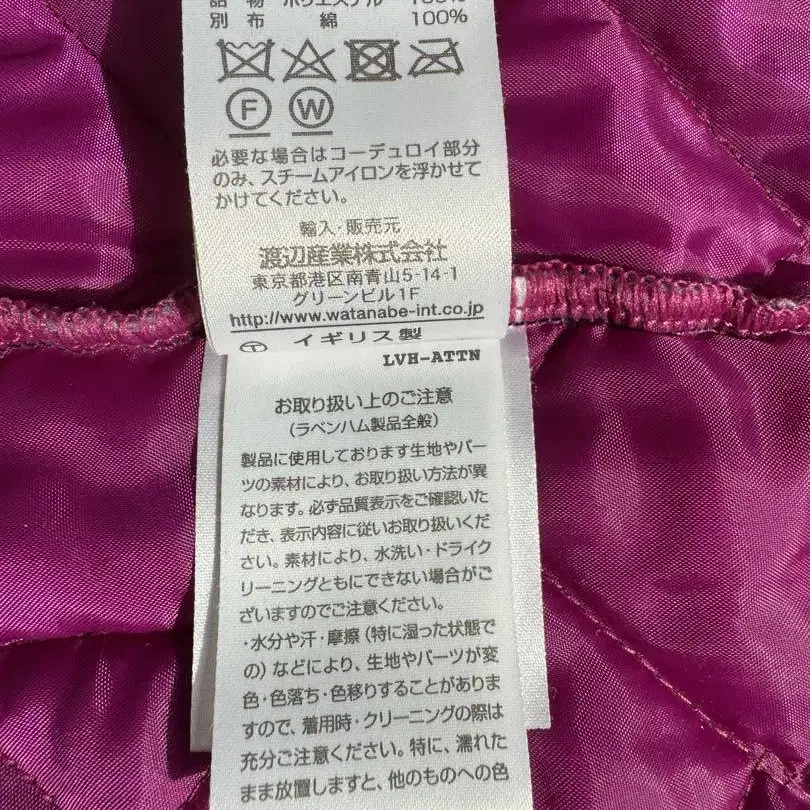 詰 物 ポリエステル 100%
別 布 綿 100%
F W
必要な場合はコーデュロイ部分
のみ、スチームアイロンを浮かせて
かけてください。
輸入・販売元
渡辺産業株式会社
東京都港区南青山5-14-1
グリーンビル1F
http://www.watanabe-int.co.jp
イギリス製
LVH-ATTN
お取り扱い上のご注意
(ラベンハム製品全般)
製品に使用しております生地やパー
ツの素材により、お取り扱い方法が異
なります。必ず品質表示をご確認いた
だき、表示内容に従いお取り扱いくだ
さい。素材により、水洗い・ドライク
リーニングともにできない場合がご
ざいますのでご注意ください。
・水分や汗・摩擦(特に湿った状態で
の)などにより、生地やパーツが変
色・色落ち・色移りすることがありま
すので、着用時・クリーニングの際は
充分ご注意ください。特に、濡れた
まま放置しますと、他のものへの色